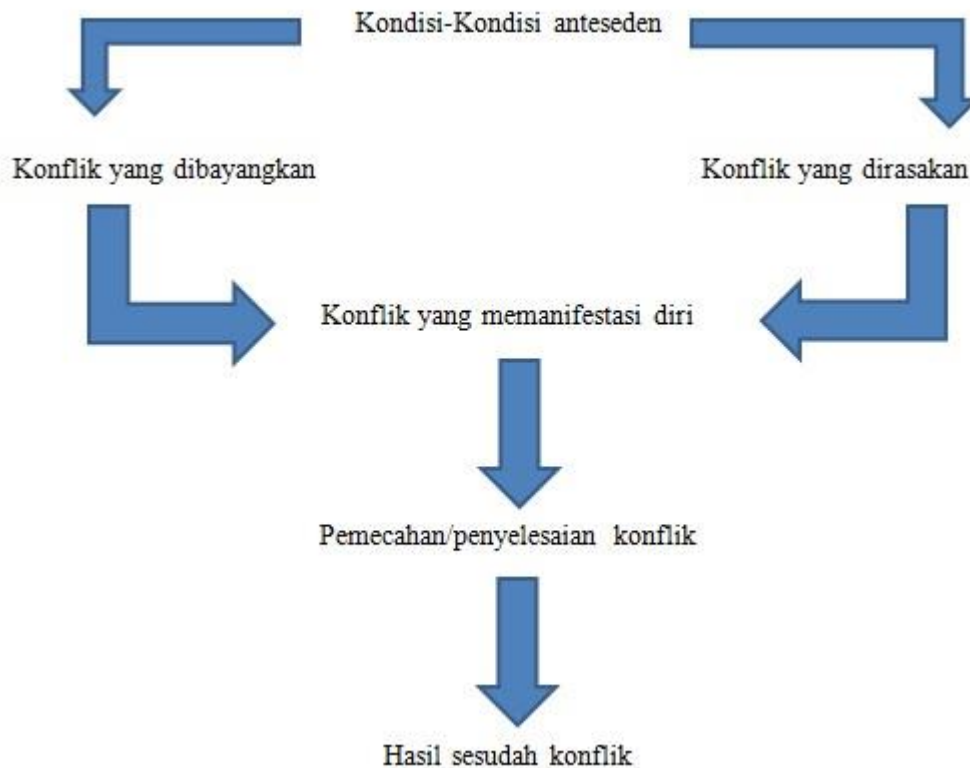 Kondisi-Kondisi anteseden
Konflik yang dibayangkan
Konflik yang dirasakan
Konflik yang memanifestasi diri
Pemecahan/penyelesaian konflik
Hasil sesudah konflik